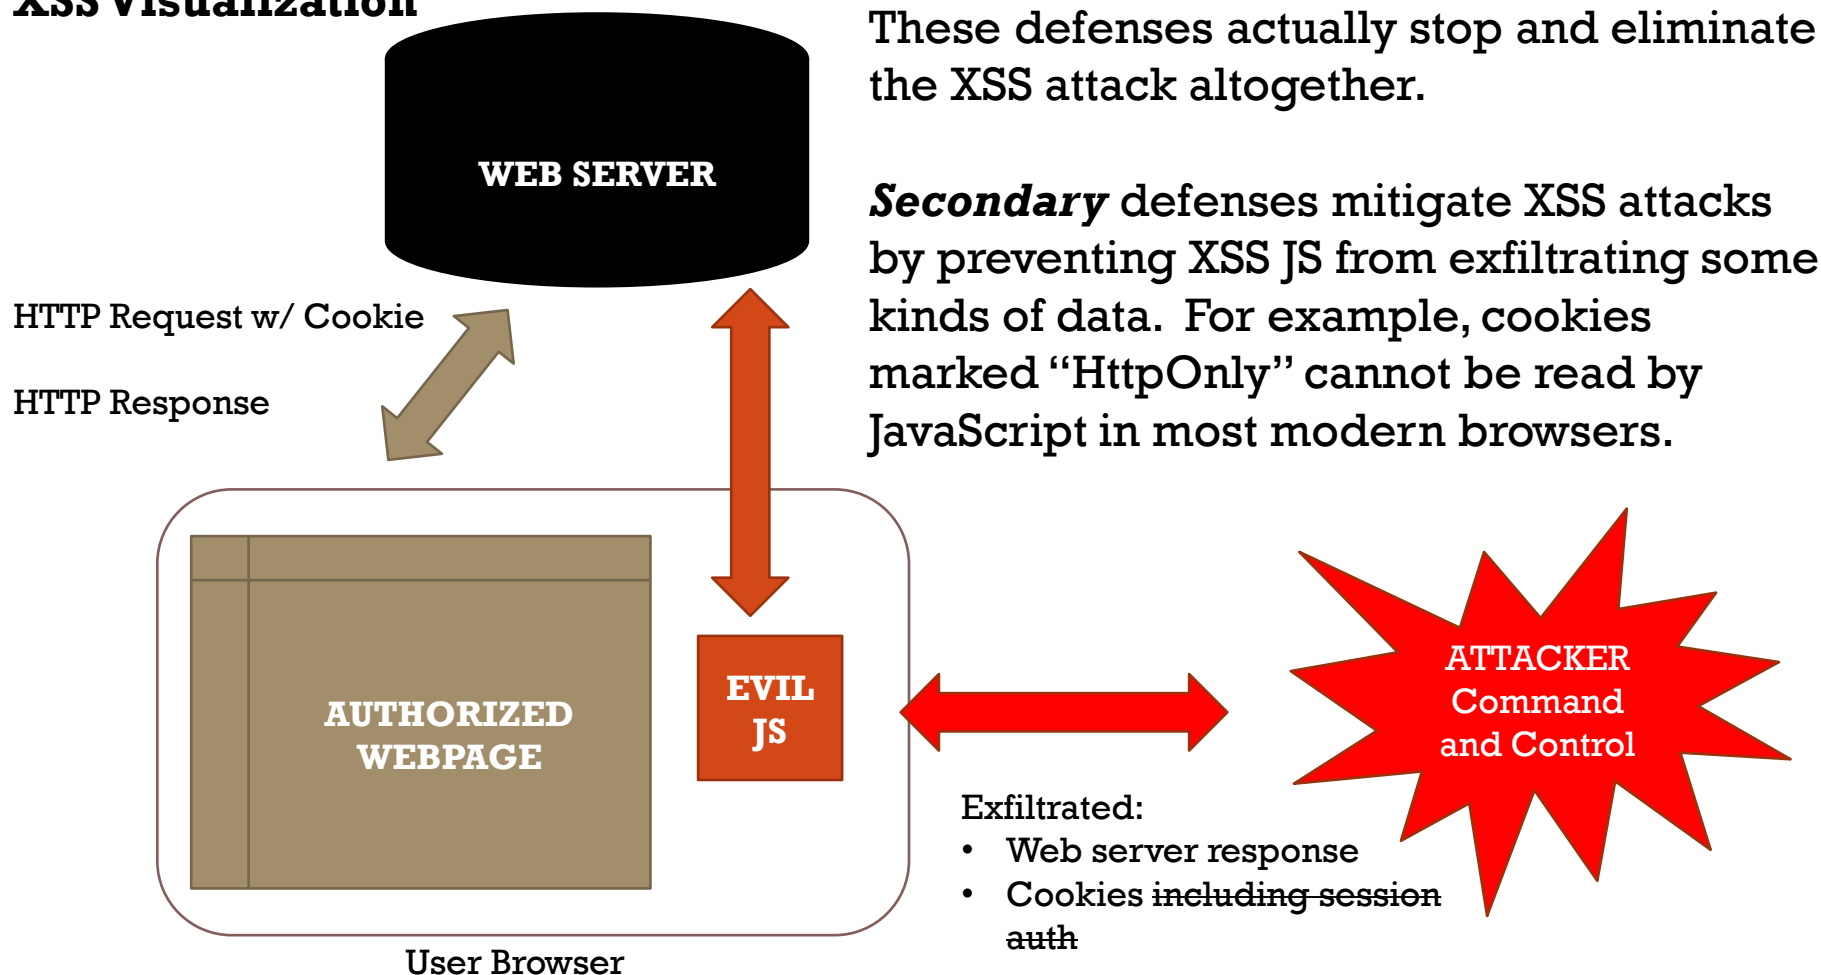 XSS Visualization
These defenses actually stop and eliminate
the XSS attack altogether.
Secondary defenses mitigate XSS attacks
by preventing XSS JS from exfiltrating some
kinds of data.  For example, cookies
marked “HttpOnly” cannot be read by
JavaScript in most modern browsers.
WEB SERVER
HTTP Request w/ Cookie
HTTP Response
AUTHORIZED
WEBPAGE
EVIL
JS
ATTACKER
Command
and Control
Exfiltrated:
• Web server response
• Cookies including session
auth
User Browser